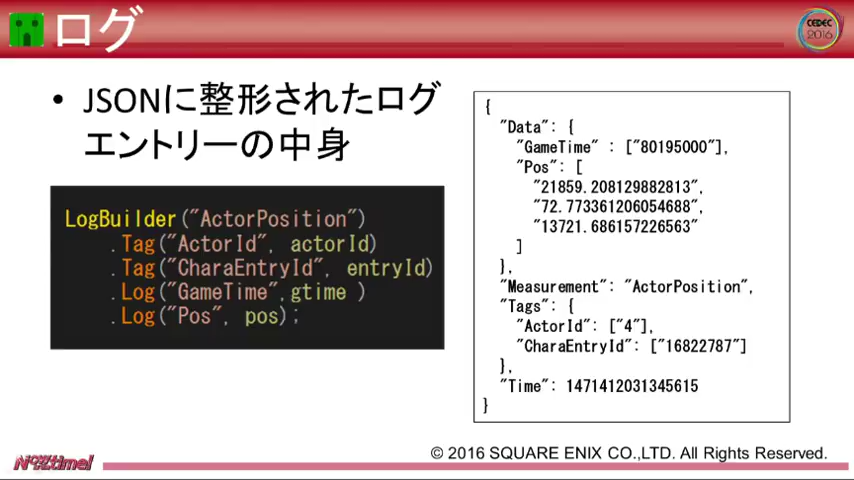 ログ
CEDEC
2016
• JSONに整形されたログ
エントリーの中身
LogBuilder("ActorPosition")
.Tag("ActorId", actorId)
.Tag("CharaEntryId", entryId)
.Log("GameTime",gtime )
.Log("Pos", pos);
{
"Data": {
"GameTime" : ["80195000"],
"Pos": [
"21859.208129882813",
"72.773361206054688",
"13721.686157226563"
]
},
"Measurement": "ActorPosition",
"Tags": {
"ActorId": ["4"],
"CharaEntryId": ["16822787"]
},
"Time": 1471412031345615
}
© 2016 SQUARE ENIX CO.,LTD. All Rights Reserved.